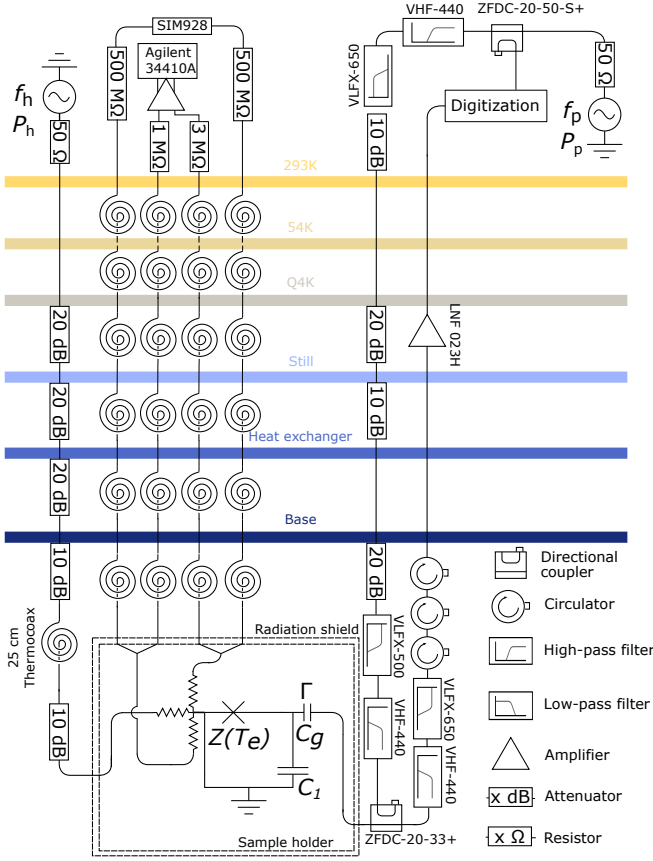 SIM928
Agilent
34410A
500 MΩ
500 MΩ
1 MΩ
3 MΩ
f_h
P_h
50 Ω
VHF-440
ZFDC-20-50-S+
VLFX-650
Digitization
50 Ω
f_p
P_p
10 dB
293K
54K
Q4K
20 dB
20 dB
LNF 023H
Still
20 dB
10 dB
Heat exchanger
20 dB
Base
10 dB
20 dB
25 cm
Thermocoax
10 dB
Radiation shield
VLFX-500
VHF-440
VLFX-650
VHF-440
Γ
Z(T_e)
C_g
C_1
Sample holder
ZFDC-20-33+
Directional
coupler
Circulator
High-pass filter
Low-pass filter
Amplifier
x dB Attenuator
x Ω Resistor